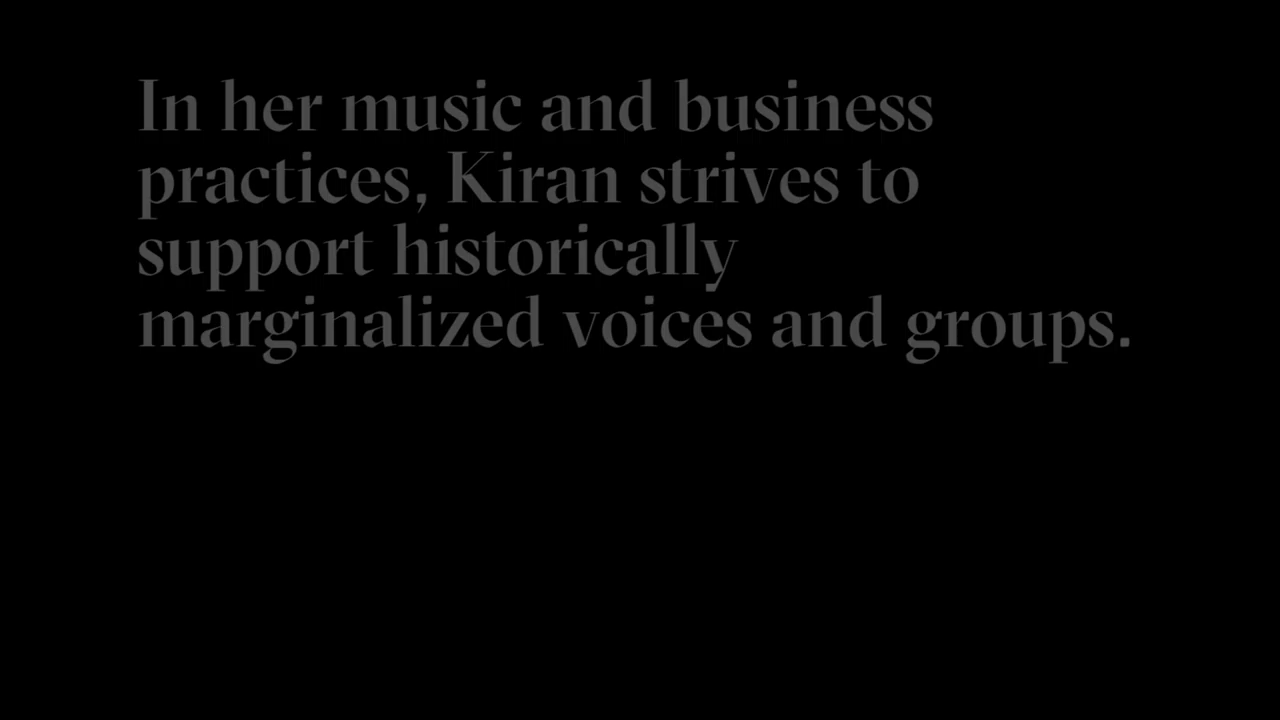 In her music and business
practices, Kiran strives to
support historically
marginalized voices and groups.